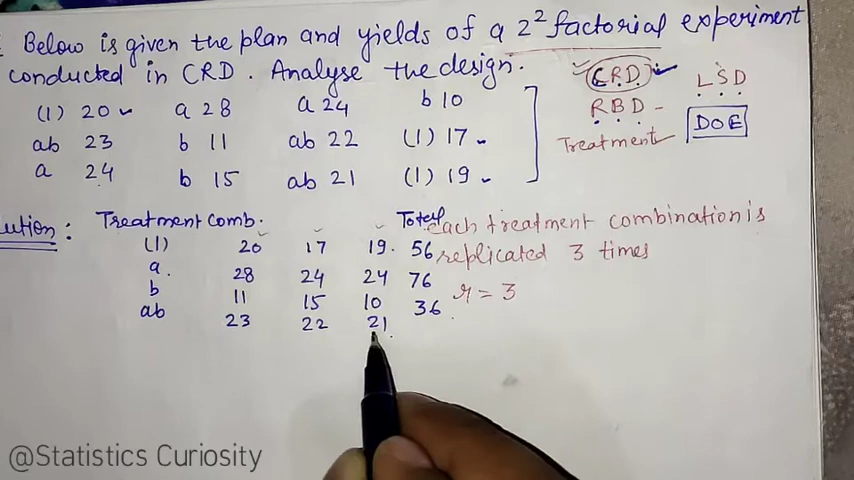 Below is given the plan and yields of a 2² factorial experiment
conducted in CRD. Analyse the design.
(1) 20 a 28 a 24 b 10
ab 23 b 11 ab 22 (1) 17
a 24 b 15 ab 21 (1) 19
CRD LSD
RBD -
DOE
Treatment
ution: Treatment Comb. Total
(1) 20 17 19. 56
a. 28 24 24 76
b 11 15 10 36
ab 23 22 21
each treatment combination is
replicated 3 times
r = 3
@Statistics Curiosity